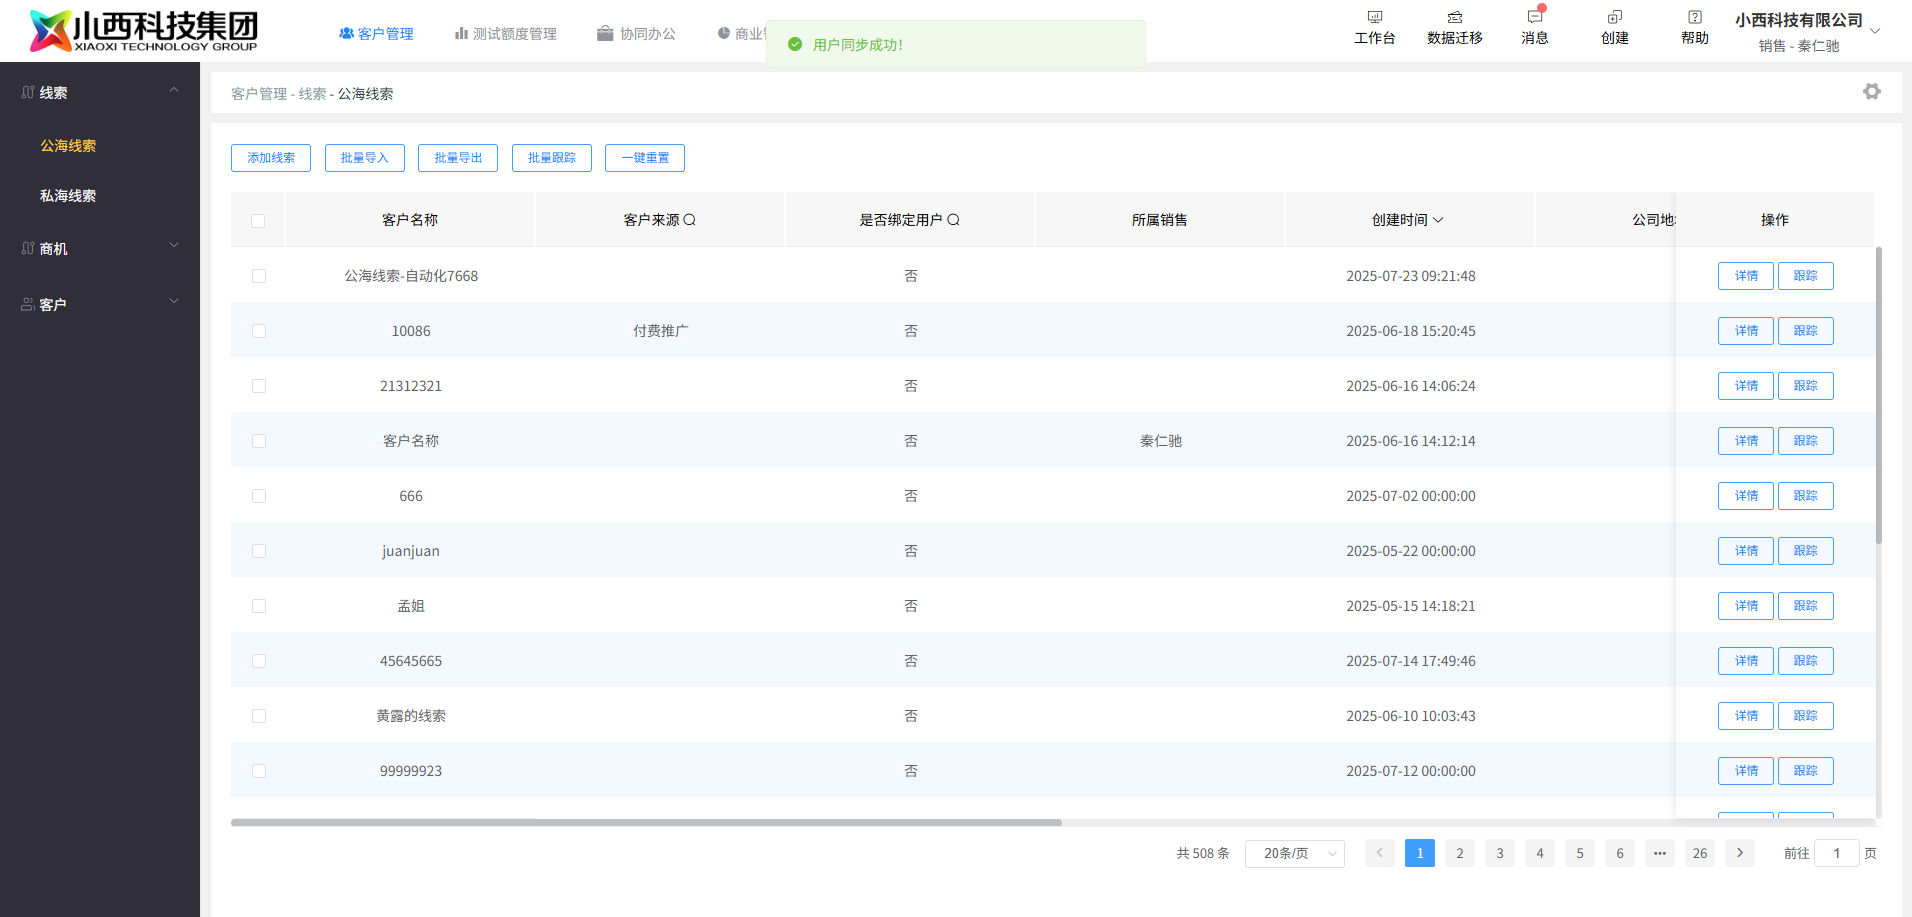 小西科技集团
XIAOXI TECHNOLOGY GROUP
客户管理
测试额度管理
协同办公
商业
用户同步成功！
工作台
数据迁移
消息
创建
帮助
小西科技有限公司
销售 - 秦仁驰
线索
公海线索
私海线索
商机
客户
客户管理 - 线索 - 公海线索
添加线索 批量导入 批量导出 批量跟踪 一键重置
客户名称 客户来源 是否绑定用户 所属销售 创建时间 公司地 操作
公海线索-自动化7668 否 2025-07-23 09:21:48 详情 跟踪
10086 付费推广 否 2025-06-18 15:20:45 详情 跟踪
21312321 否 2025-06-16 14:06:24 详情 跟踪
客户名称 否 秦仁驰 2025-06-16 14:12:14 详情 跟踪
666 否 2025-07-02 00:00:00 详情 跟踪
juanjuan 否 2025-05-22 00:00:00 详情 跟踪
孟姐 否 2025-05-15 14:18:21 详情 跟踪
45645665 否 2025-07-14 17:49:46 详情 跟踪
黄露的线索 否 2025-06-10 10:03:43 详情 跟踪
99999923 否 2025-07-12 00:00:00 详情 跟踪
共 508 条 20条/页 1 2 3 4 5 6 ••• 26 前往 1 页